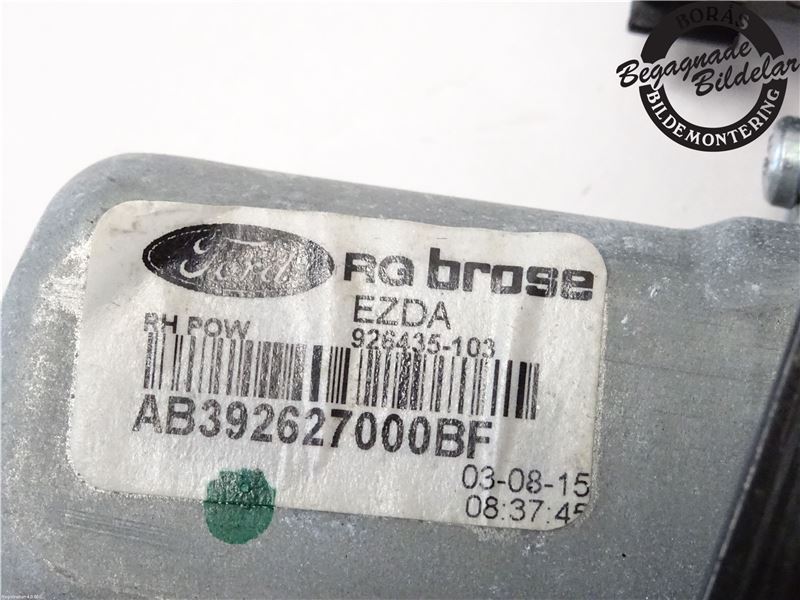 BORÅS
Begagnade
Bildelar
BILDEMONTERING
Ford RG brose
EZDA
RH POW 926435-103
AB392627000BF
03-08-15
08:37:45